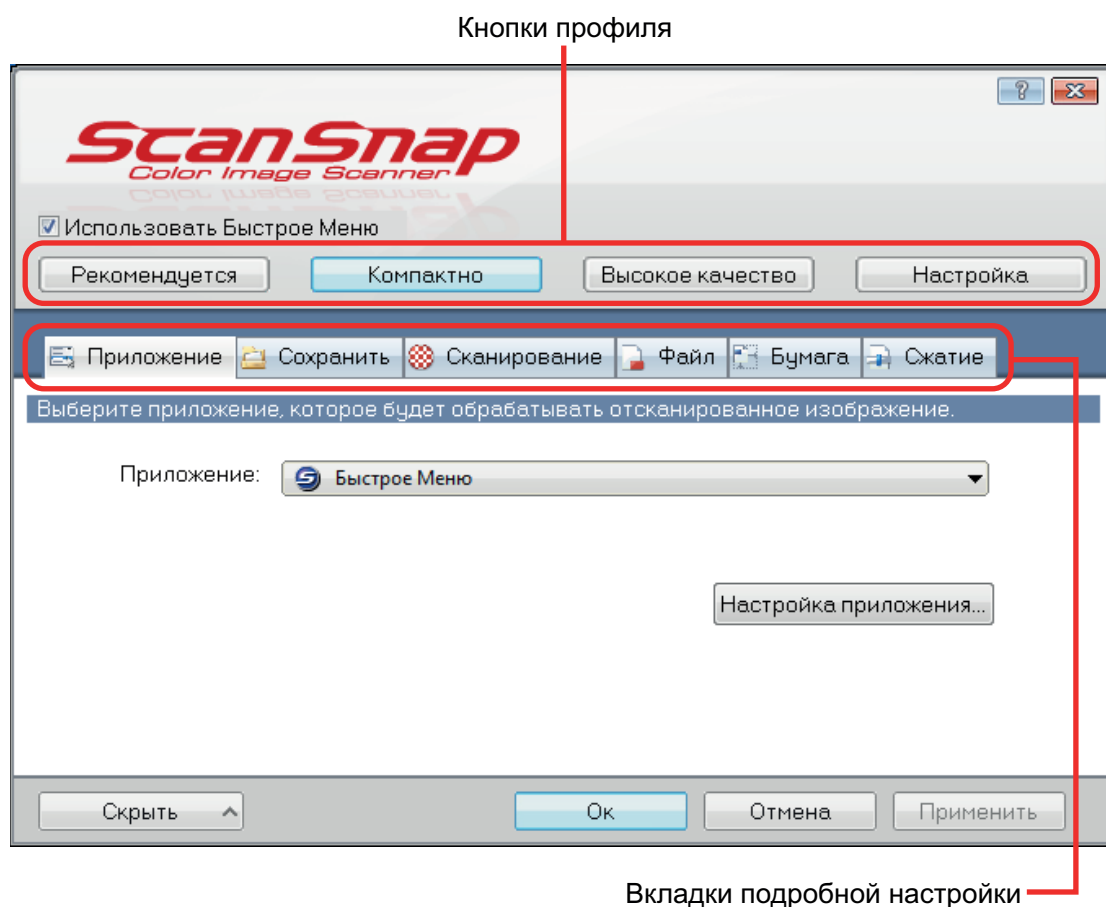 Кнопки профиля
?
ScanSnap
Color Image Scanner
Использовать Быстрое Меню
Рекомендуется Компактно Высокое качество Настройка
Приложение Сохранить Сканирование Файл Бумага Сжатие
Выберите приложение, которое будет обрабатывать отсканированное изображение.
Приложение: Быстрое Меню
Настройка приложения...
Скрыть Ок Отмена Применить
Вкладки подробной настройки